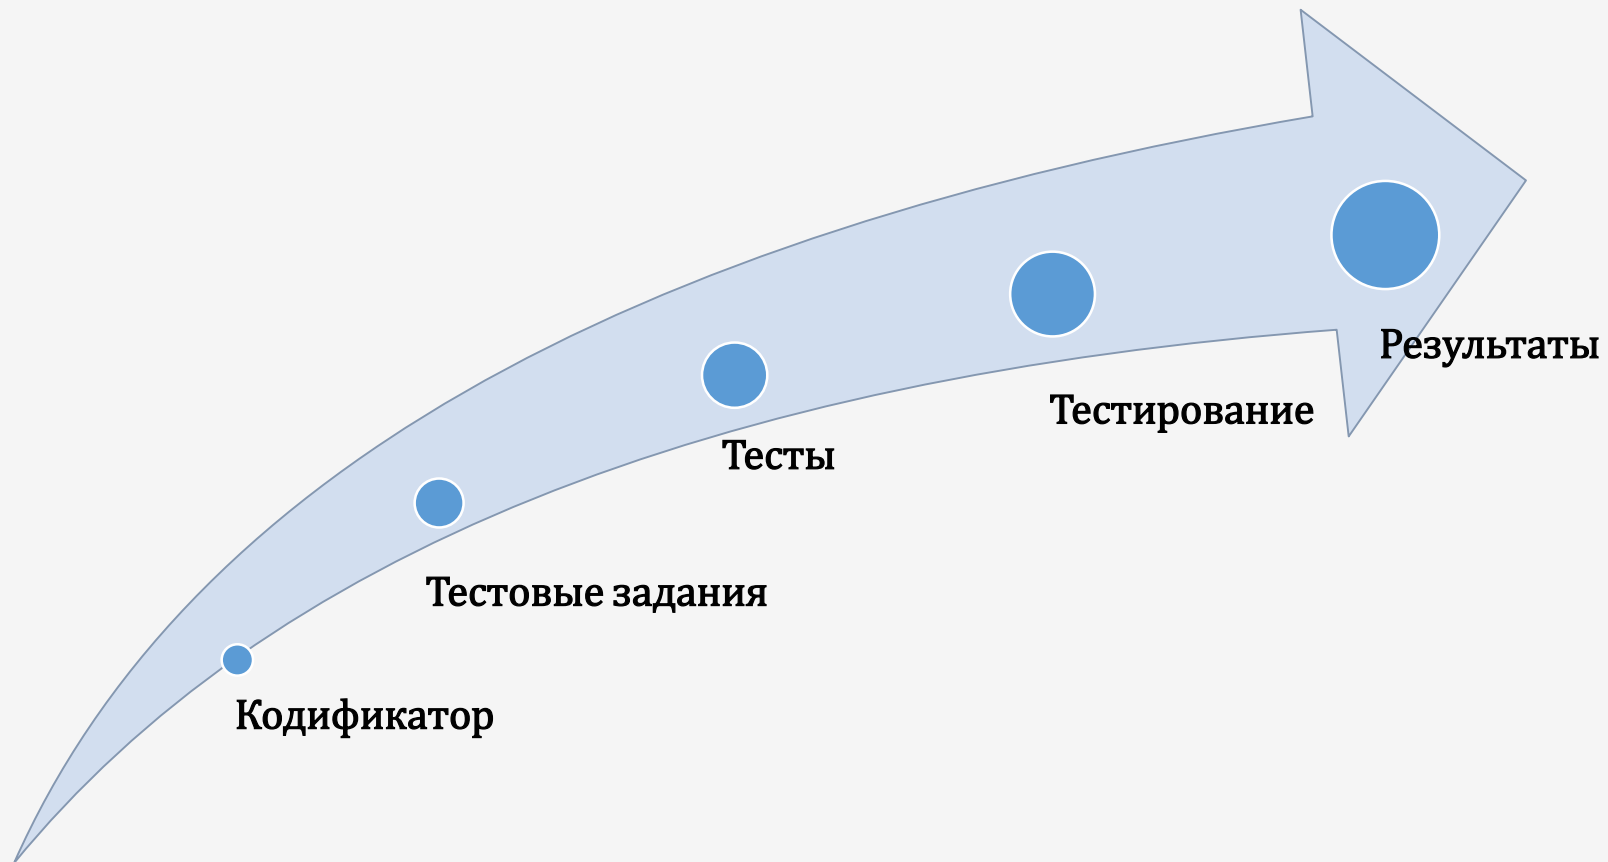 Кодификатор
Тестовые задания
Тесты
Тестирование
Результаты